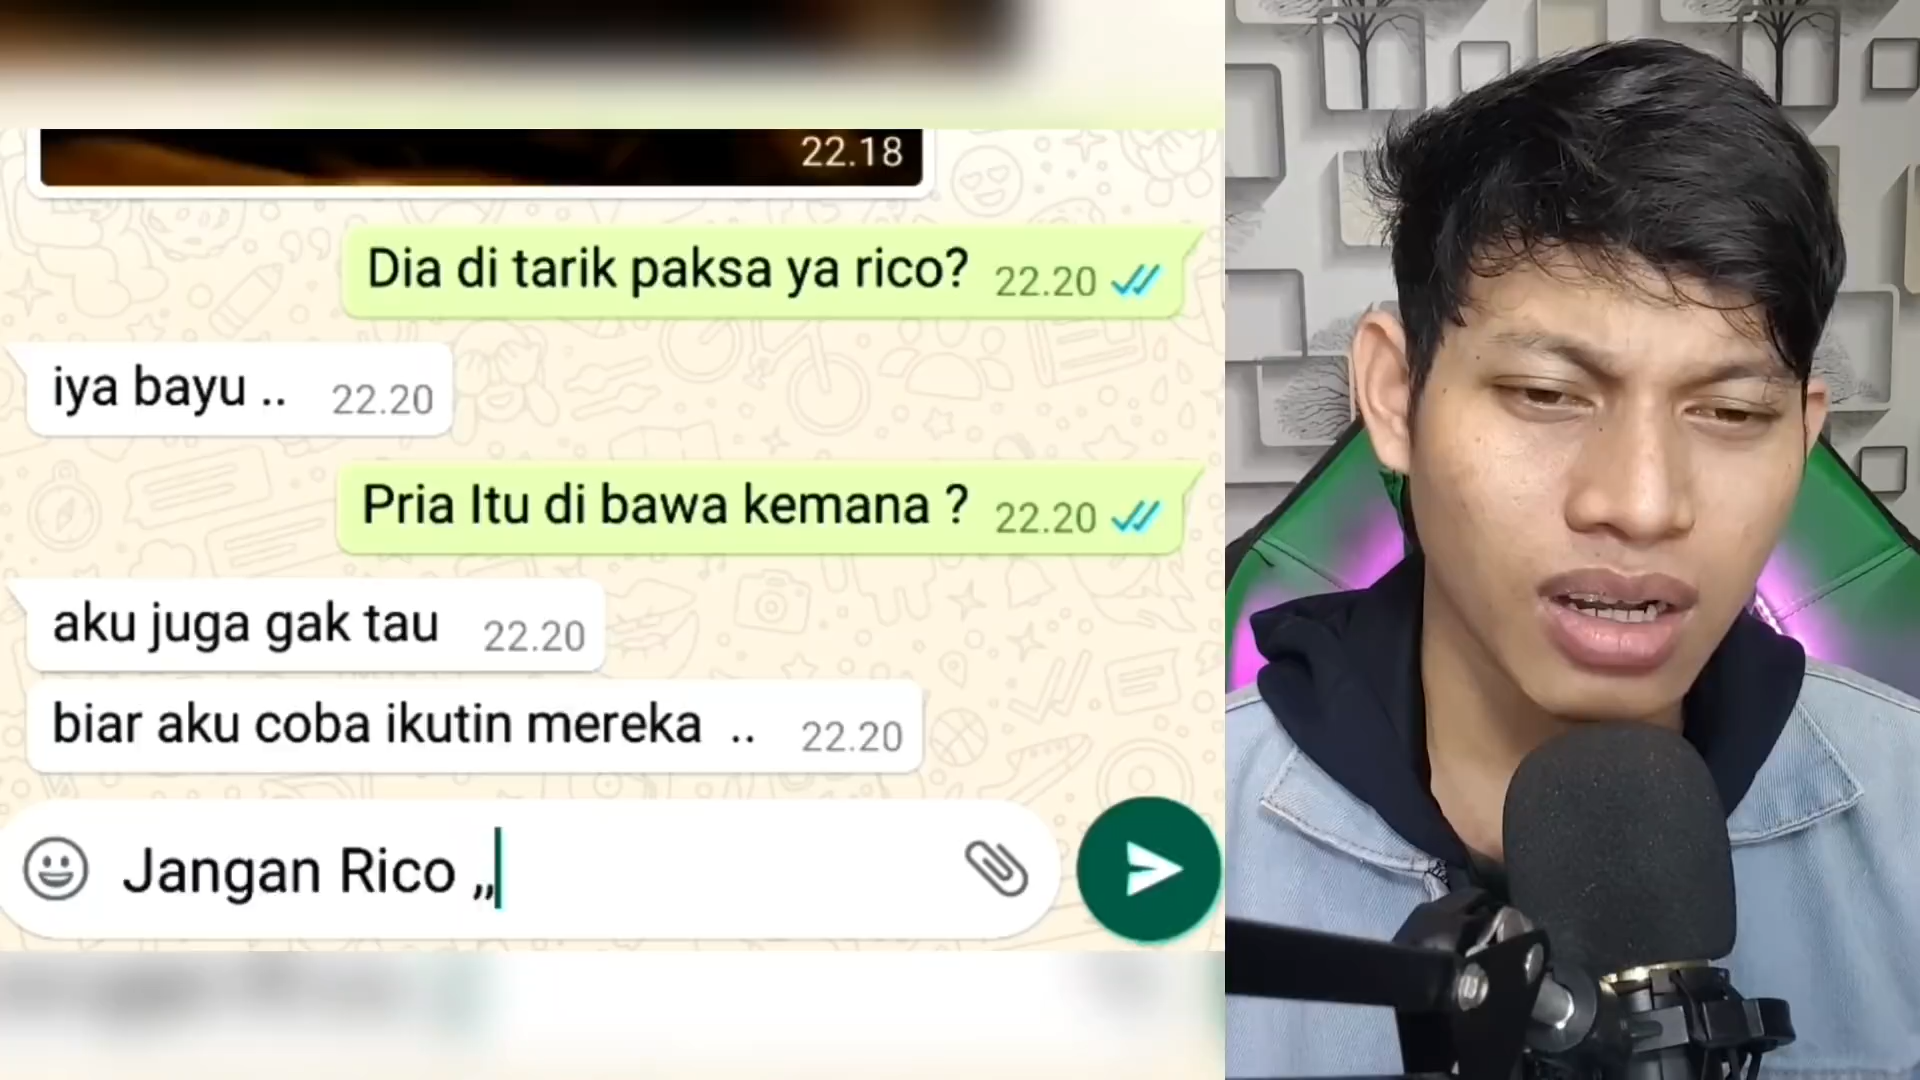 22.18
Dia di tarik paksa ya rico? 22.20
iya bayu .. 22.20
Pria Itu di bawa kemana ? 22.20
aku juga gak tau 22.20
biar aku coba ikutin mereka .. 22.20
Jangan Rico ,,